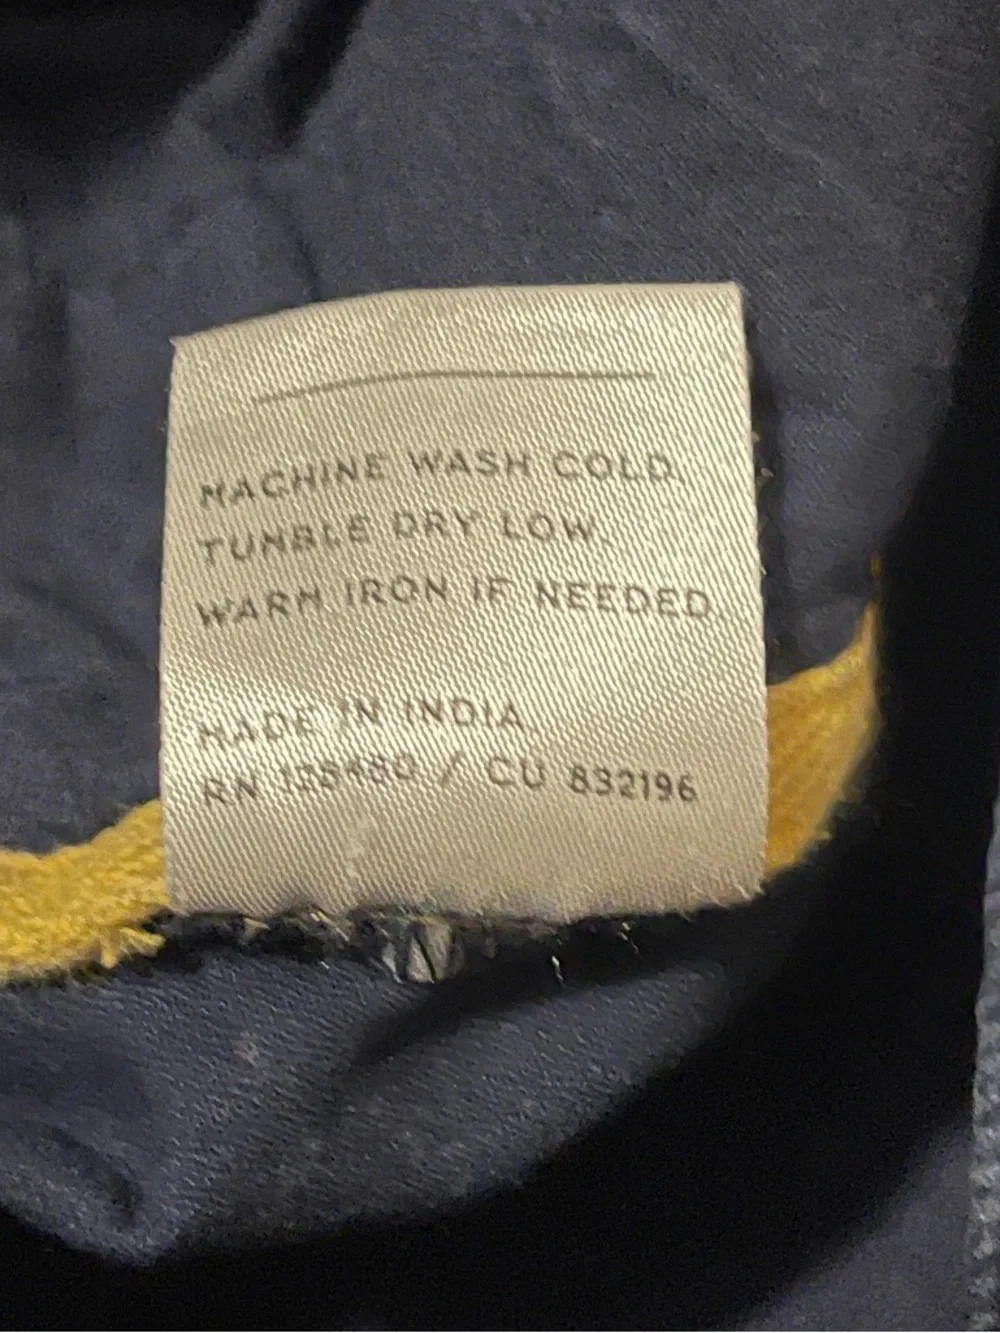 MACHINE WASH COLD.
TUMBLE DRY LOW.
WARM IRON IF NEEDED.
MADE IN INDIA
RN / CU 832196